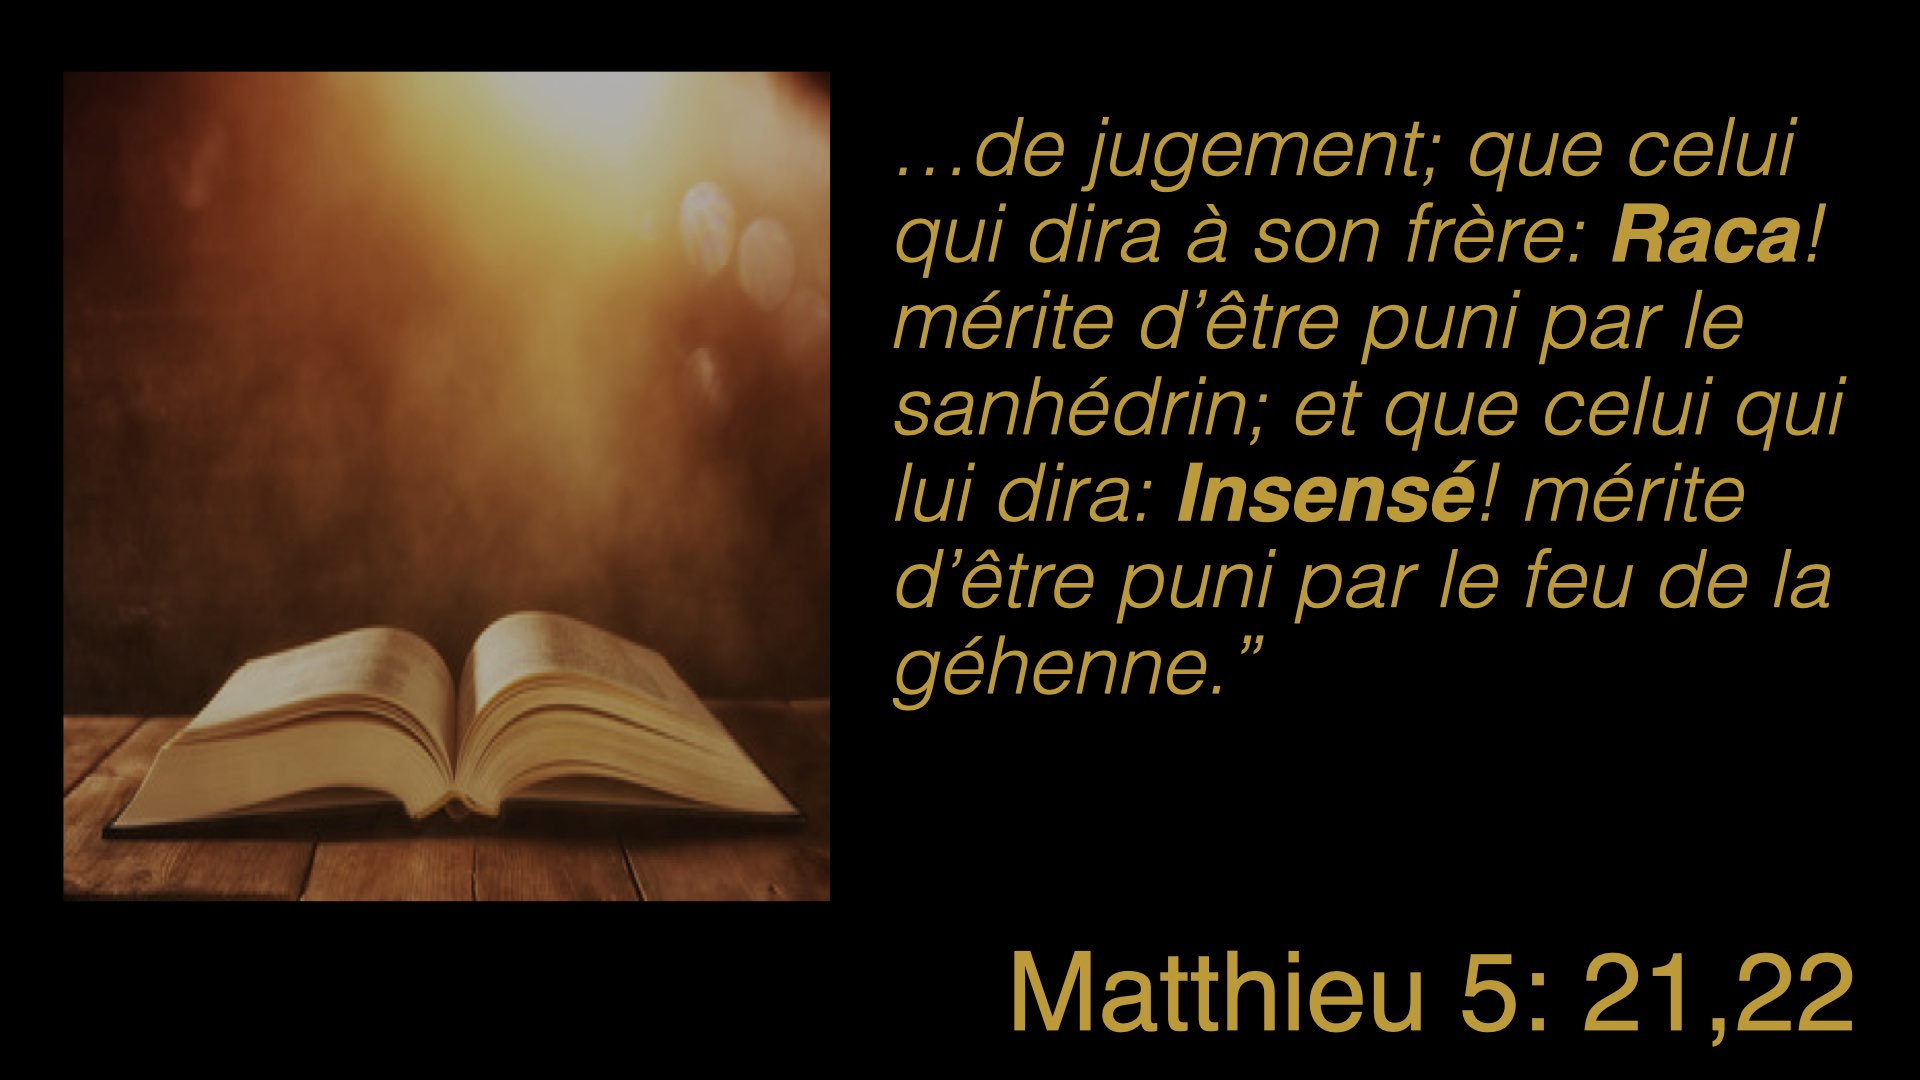 …de jugement; que celui
qui dira à son frère: Raca!
mérite d’être puni par le
sanhédrin; et que celui qui
lui dira: Insensé! mérite
d’être puni par le feu de la
géhenne.”
Matthieu 5: 21,22